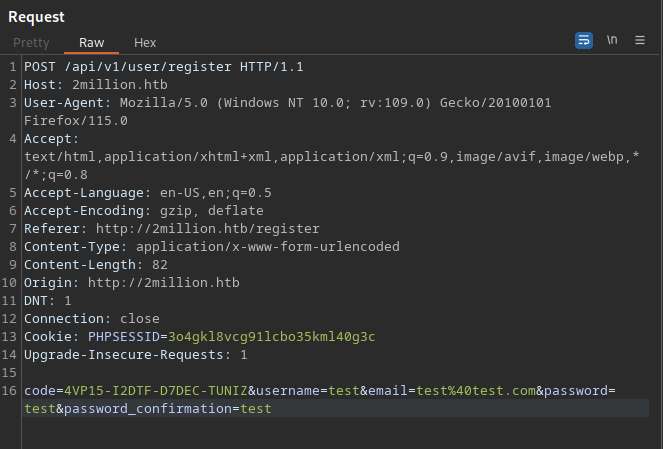 Request
Pretty Raw Hex \n
1 POST /api/v1/user/register HTTP/1.1
2 Host: 2million.htb
3 User-Agent: Mozilla/5.0 (Windows NT 10.0; rv:109.0) Gecko/20100101
Firefox/115.0
4 Accept:
text/html,application/xhtml+xml,application/xml;q=0.9,image/avif,image/webp,*
/*;q=0.8
5 Accept-Language: en-US,en;q=0.5
6 Accept-Encoding: gzip, deflate
7 Referer: http://2million.htb/register
8 Content-Type: application/x-www-form-urlencoded
9 Content-Length: 82
10 Origin: http://2million.htb
11 DNT: 1
12 Connection: close
13 Cookie: PHPSESSID=3o4gkl8vcg91lcbo35kml40g3c
14 Upgrade-Insecure-Requests: 1
15
16 code=4VP15-I2DTF-D7DEC-TUNIZ&username=test&email=test%40test.com&password=
test&password_confirmation=test